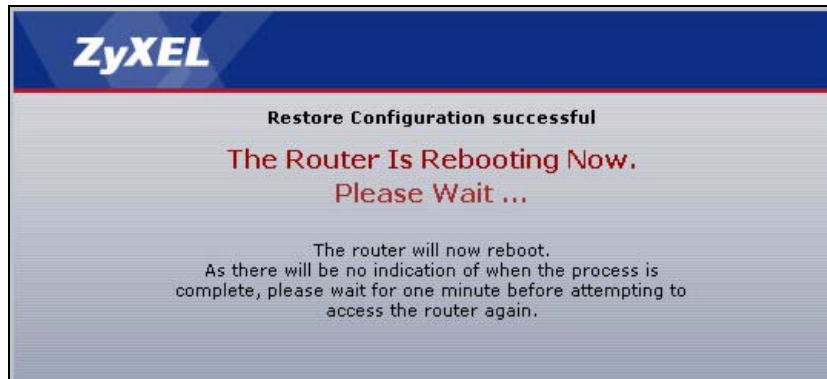 ZyXEL
Restore Configuration successful
The Router Is Rebooting Now.
Please Wait ...
The router will now reboot.
As there will be no indication of when the process is
complete, please wait for one minute before attempting to
access the router again.